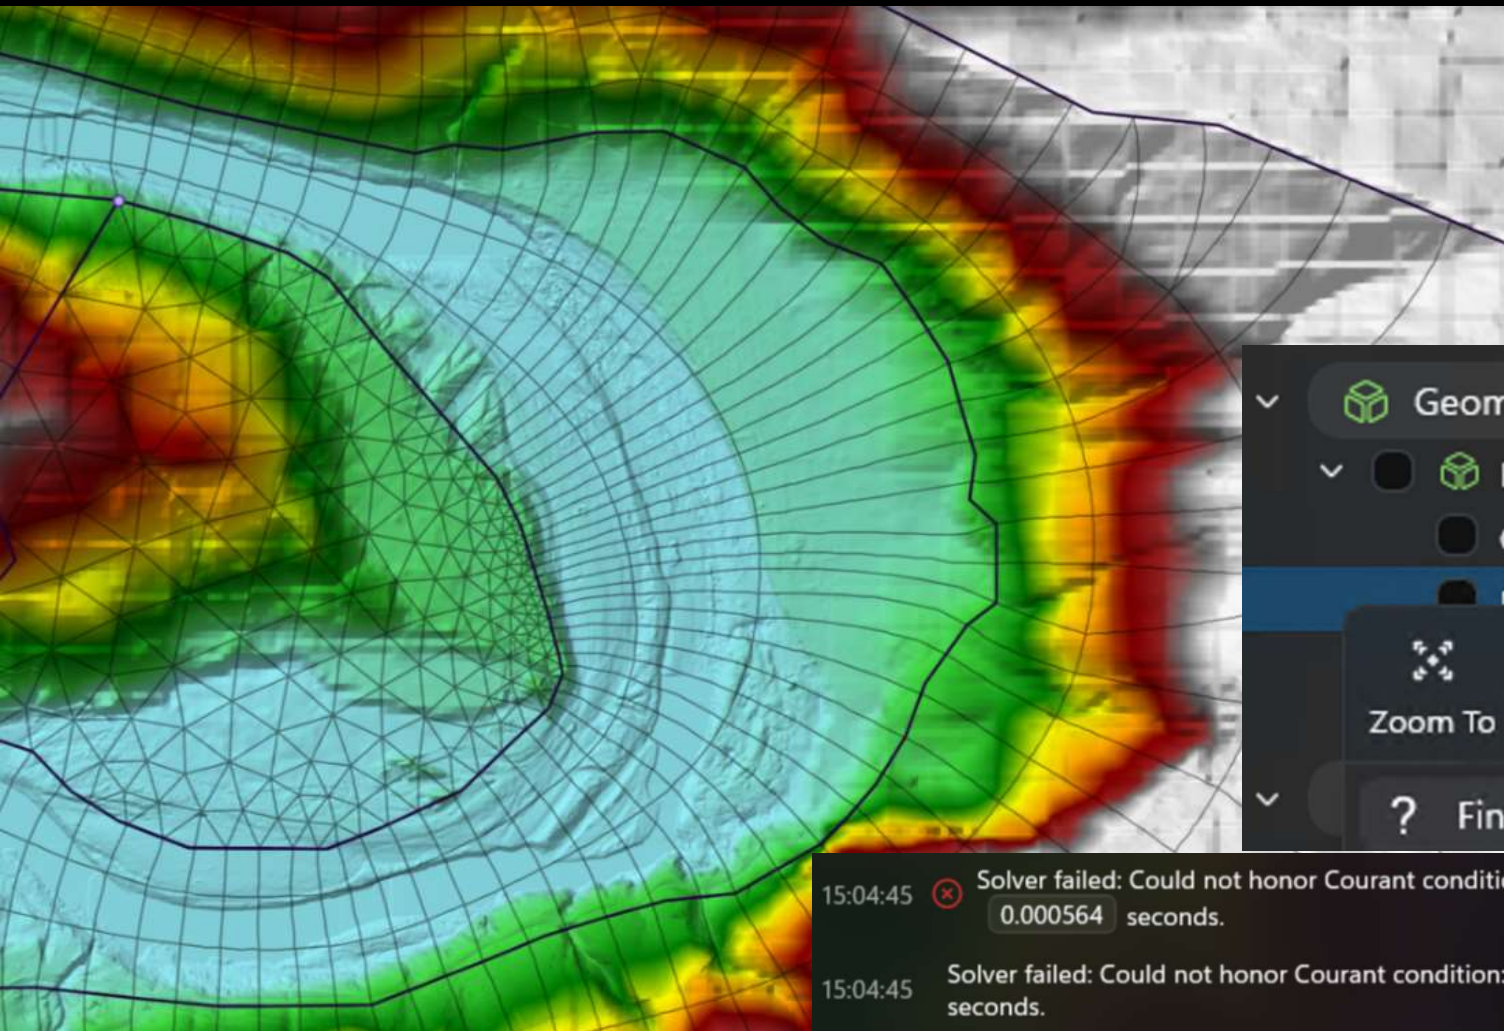 Geom
Zoom To
? Fin
15:04:45 Solver failed: Could not honor Courant conditi
0.000564 seconds.
15:04:45 Solver failed: Could not honor Courant condition:
seconds.